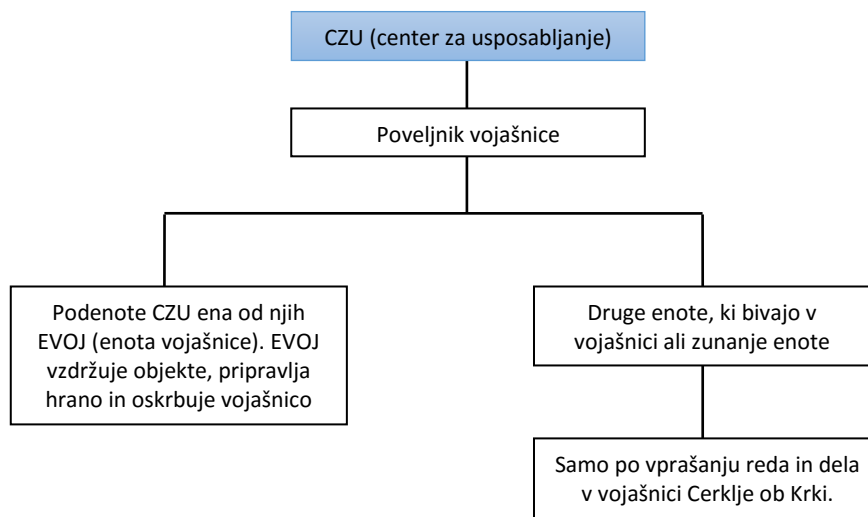 CZU (center za usposabljanje)
Poveljnik vojašnice
Podenote CZU ena od njih
EVOJ (enota vojašnice). EVOJ
vzdržuje objekte, pripravlja
hrano in oskrbuje vojašnico
Druge enote, ki bivajo v
vojašnici ali zunanje enote
Samo po vprašanju reda in dela
v vojašnici Cerklje ob Krki.